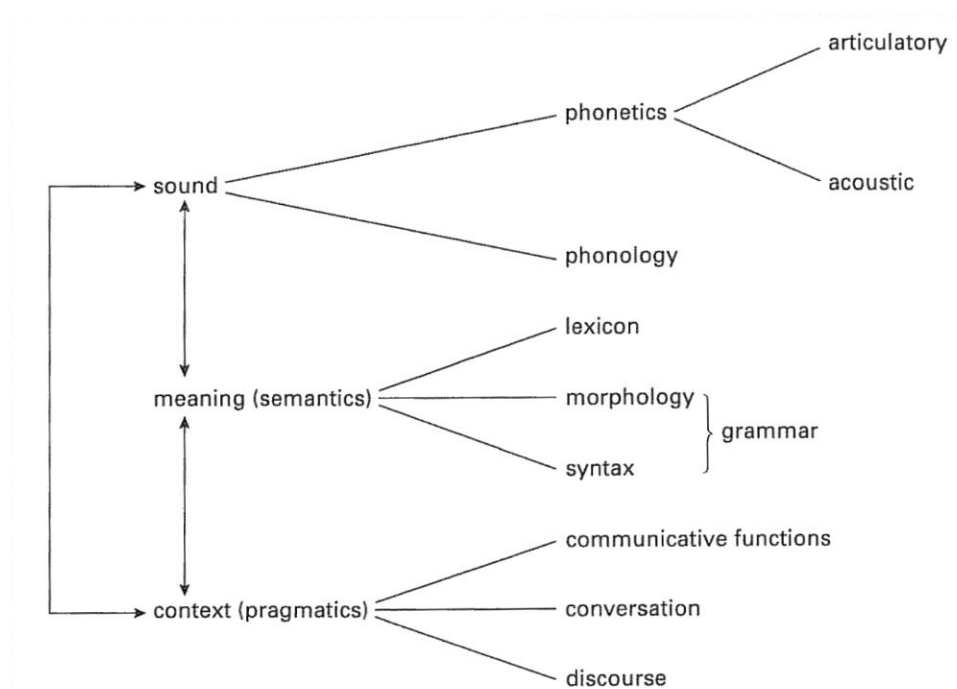 articulatory
phonetics
sound
acoustic
phonology
lexicon
meaning (semantics)
morphology
grammar
syntax
communicative functions
context (pragmatics)
conversation
discourse